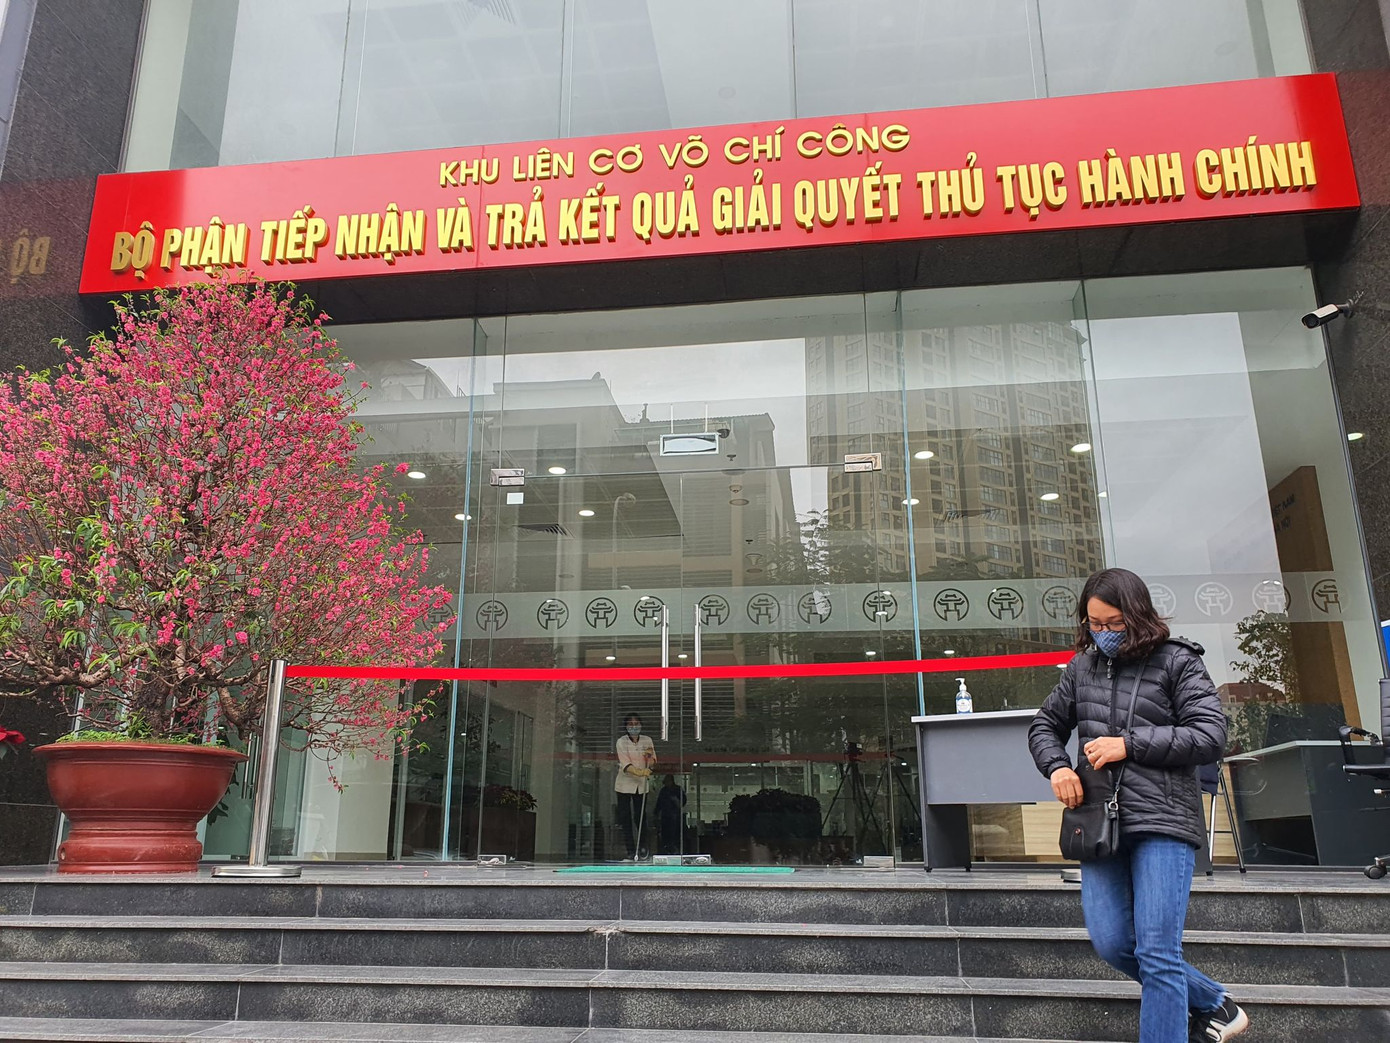 KHU LIÊN CƠ VÕ CHÍ CÔNG
BỘ PHẬN TIẾP NHẬN VÀ TRẢ KẾT QUẢ GIẢI QUYẾT THỦ TỤC HÀNH CHÍNH